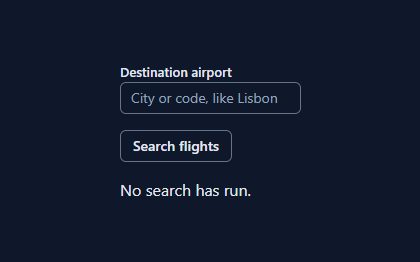 Destination airport
City or code, like Lisbon
Search flights
No search has run.